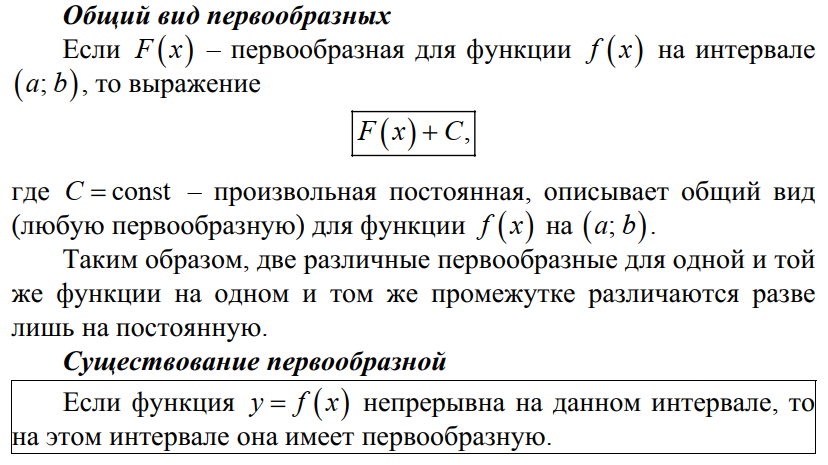 Общий вид первообразных
Если F(x) – первообразная для функции f(x) на интервале
(a; b), то выражение
F(x) + C,
где C = const – произвольная постоянная, описывает общий вид
(любую первообразную) для функции f(x) на (a; b).
Таким образом, две различные первообразные для одной и той
же функции на одном и том же промежутке различаются разве
лишь на постоянную.
Существование первообразной
Если функция y = f(x) непрерывна на данном интервале, то
на этом интервале она имеет первообразную.